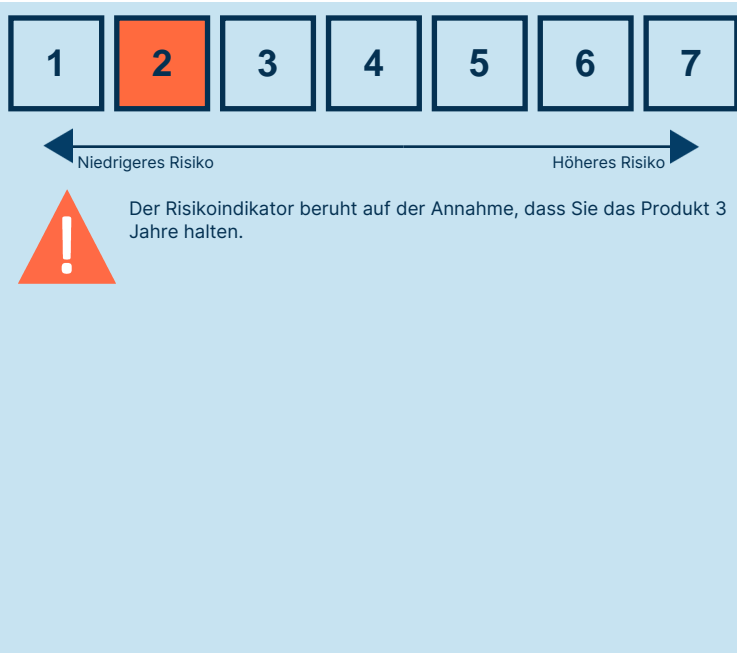 1 2 3 4 5 6 7
Niedrigeres Risiko Höheres Risiko
Der Risikoindikator beruht auf der Annahme, dass Sie das Produkt 3
Jahre halten.